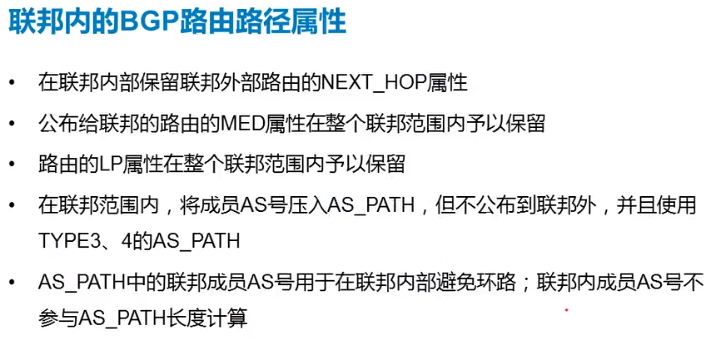 联邦内的BGP路由路径属性
• 在联邦内部保留联邦外部路由的NEXT_HOP属性
• 公布给联邦的路由的MED属性在整个联邦范围内予以保留
• 路由的LP属性在整个联邦范围内予以保留
• 在联邦范围内，将成员AS号压入AS_PATH，但不公布到联邦外，并且使用
TYPE3、4的AS_PATH
• AS_PATH中的联邦成员AS号用于在联邦内部避免环路；联邦内成员AS号不
参与AS_PATH长度计算